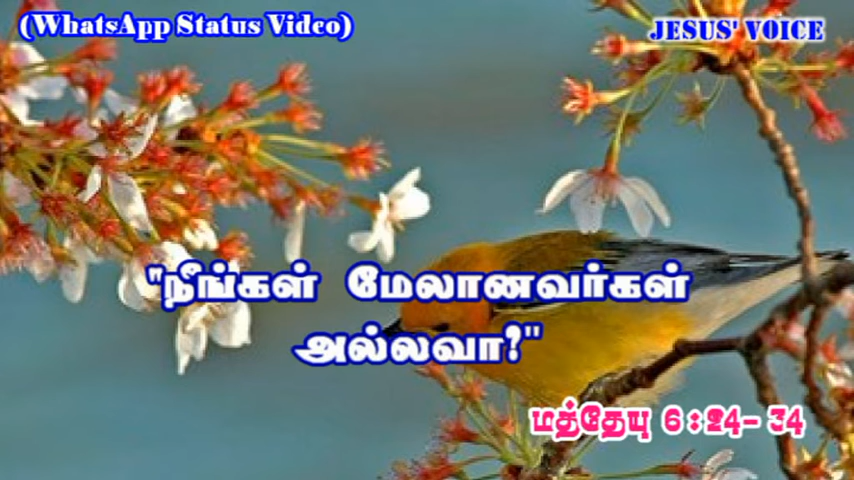 (WhatsApp Status Video)
JESUS' VOICE
"நீங்கள் மேலானவர்கள்
அல்லவா?"
மத்தேயு 6:24-34